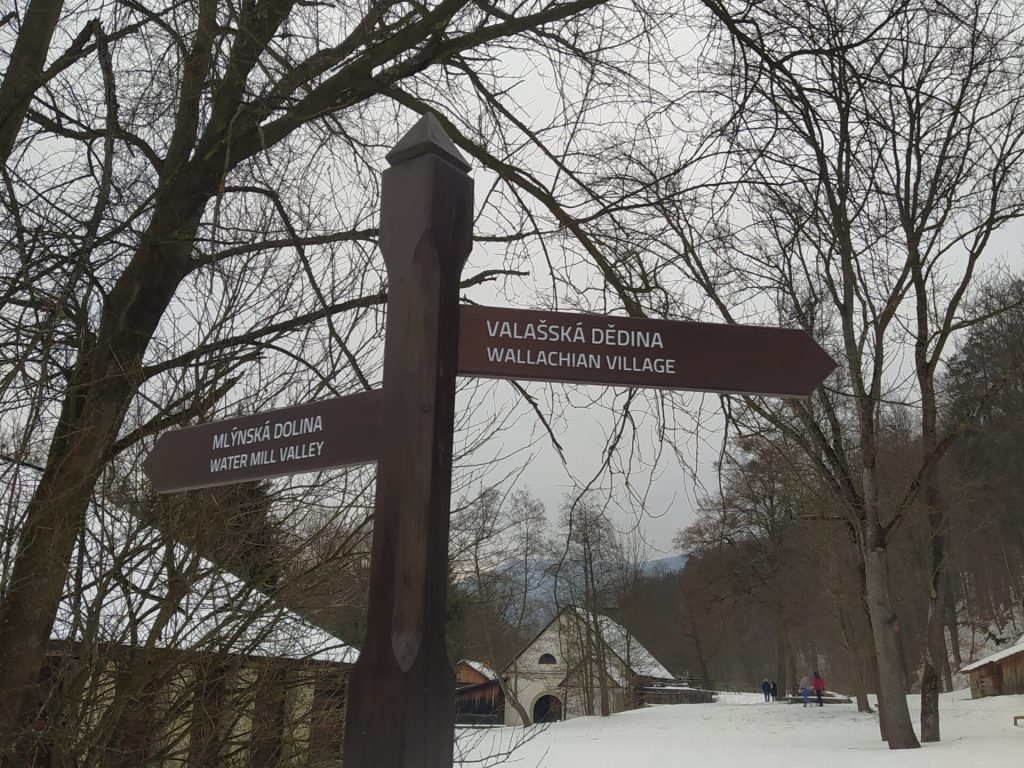 VALAŠSKÁ DĚDINA
WALLACHIAN VILLAGE
MLÝNSKÁ DOLINA
WATER MILL VALLEY